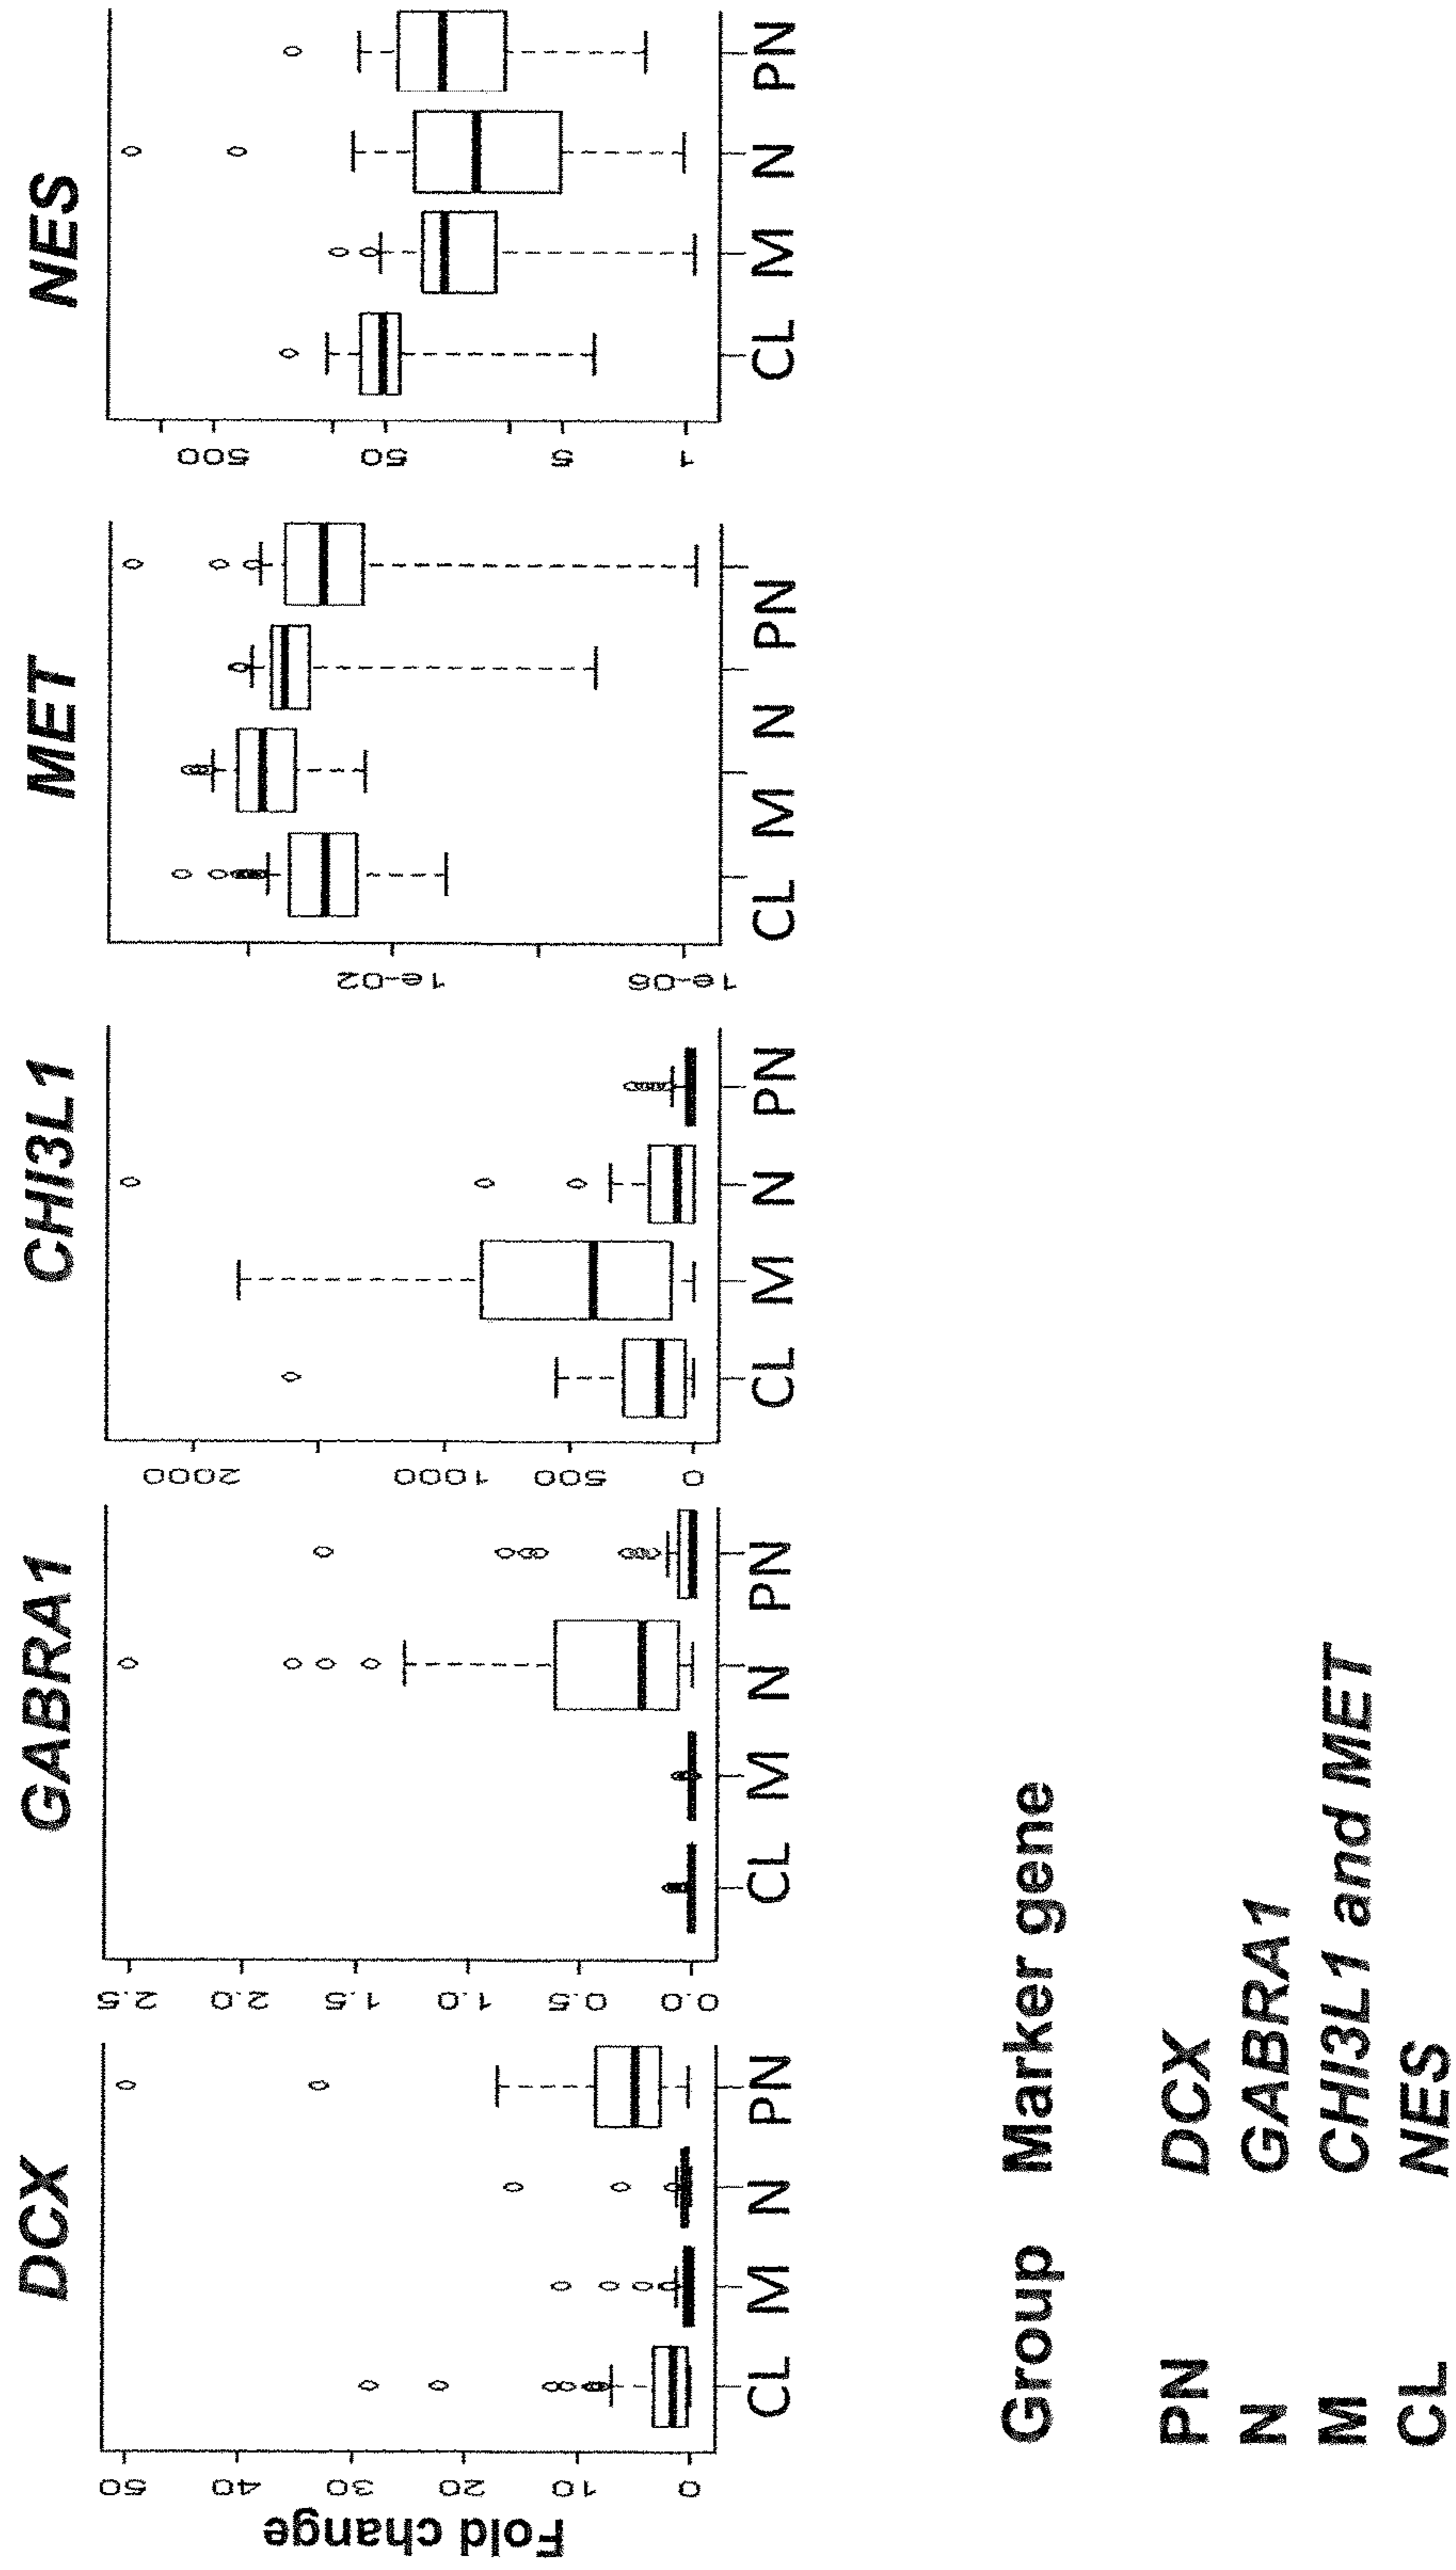 DCX
GABRA1
CHI3L1
MET
NES
Fold change
50
40
30
20
10
0
CL M N PN
2.5
2.0
1.5
1.0
0.5
0.0
CL M N PN
2000
1000
500
0
CL M N PN
1e-02
1e-06
CL M N PN
500
50
5
1
CL M N PN
Group Marker gene
PN DCX
N GABRA1
M CHI3L1 and MET
CL NES